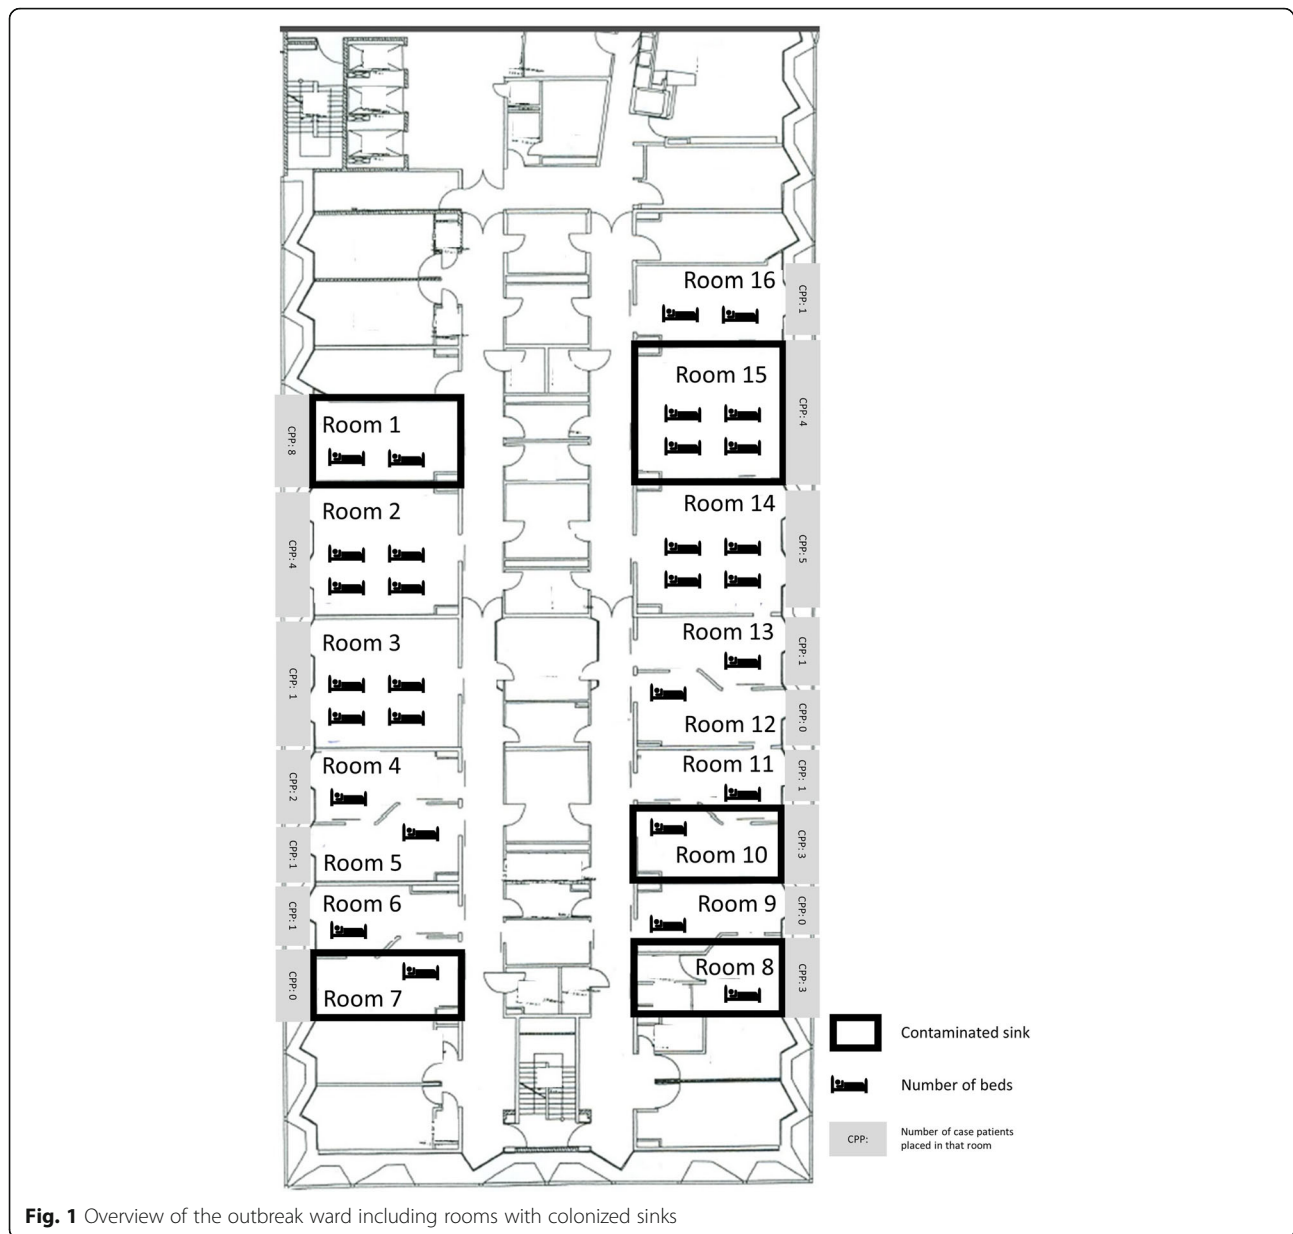 Room 16
CPP: 1
Room 15
CPP: 4
Room 1
CPP: 8
Room 2
CPP: 4
Room 14
CPP: 5
Room 3
CPP: 1
Room 13
CPP: 1
Room 12
CPP: 0
Room 4
CPP: 2
Room 11
CPP: 1
Room 5
CPP: 1
Room 10
CPP: 3
Room 6
CPP: 1
Room 9
CPP: 0
Room 7
CPP: 0
Room 8
CPP: 3
Contaminated sink
Number of beds
CPP:
Number of case patients
placed in that room
Fig. 1 Overview of the outbreak ward including rooms with colonized sinks